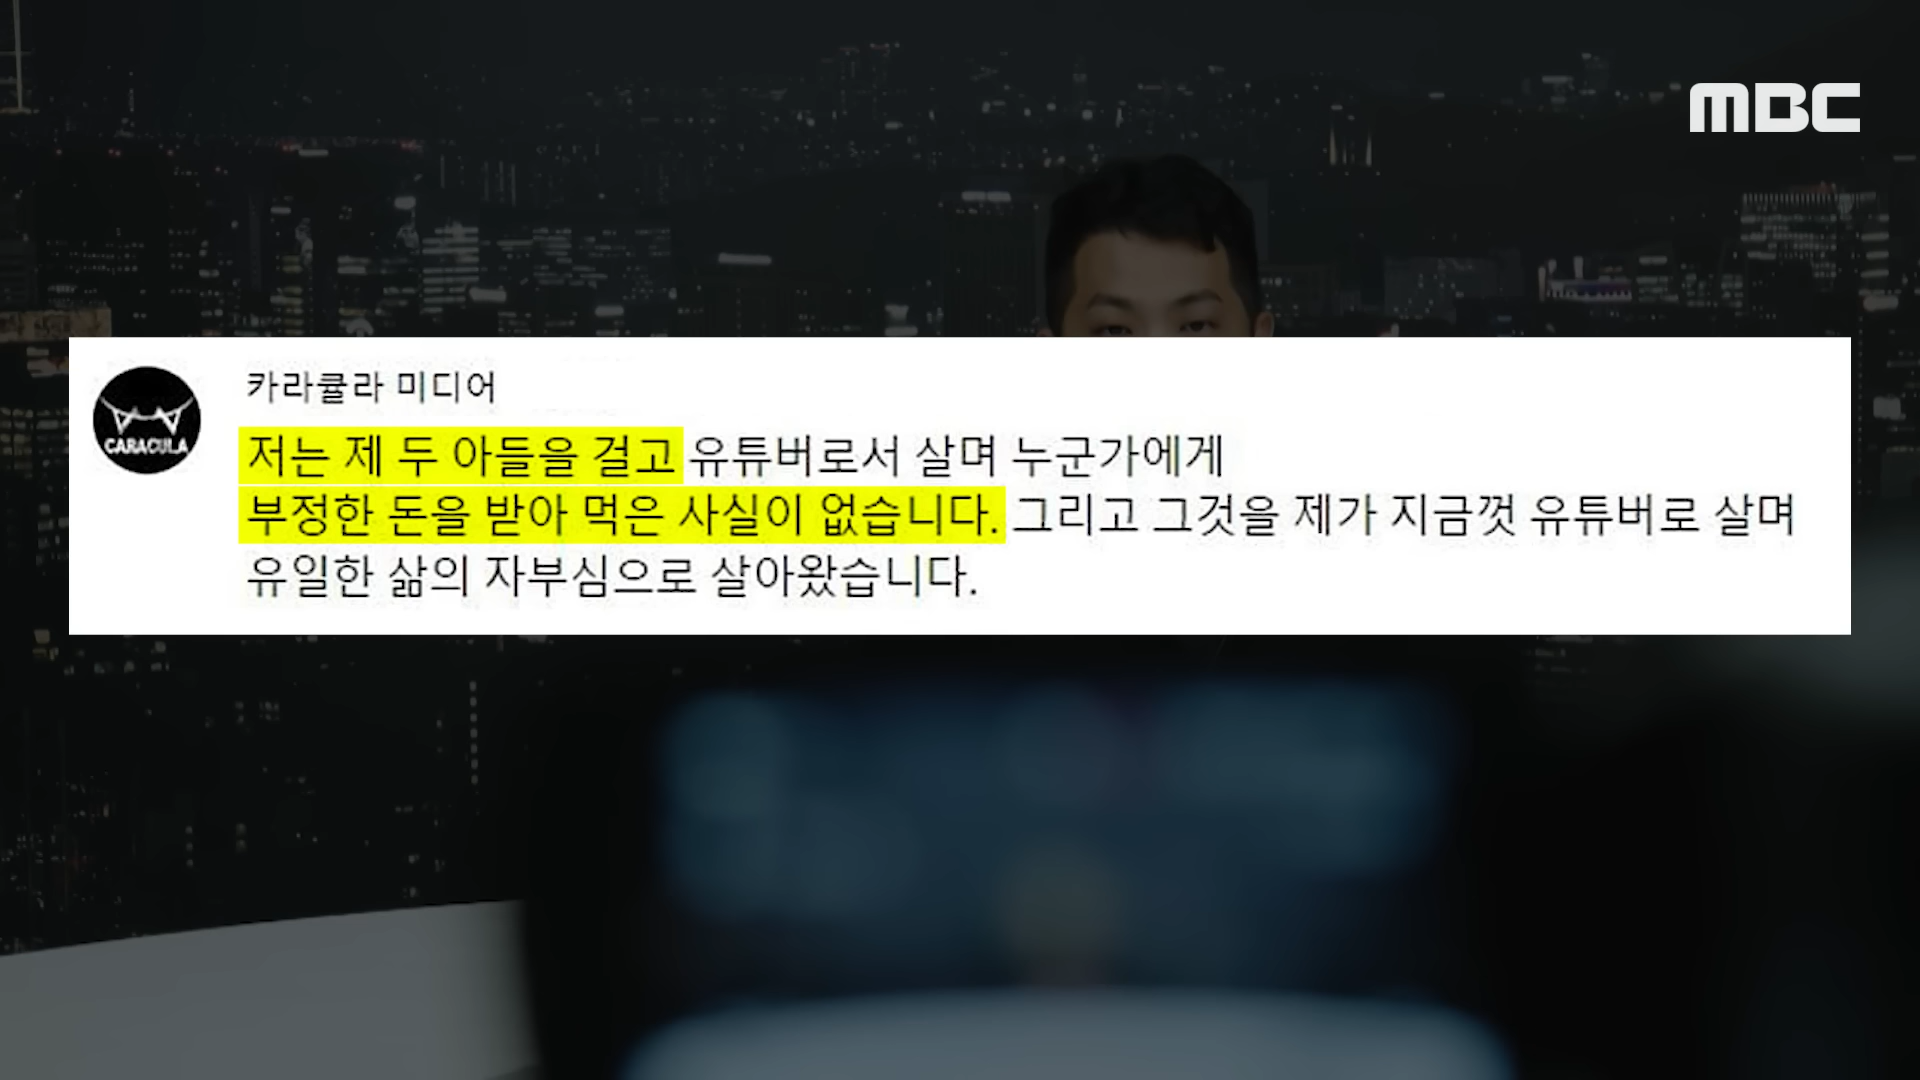 MBC
카라큘라 미디어
CARACULA
저는 제 두 아들을 걸고 유튜버로서 살며 누군가에게
부정한 돈을 받아 먹은 사실이 없습니다. 그리고 그것을 제가 지금껏 유튜버로 살며
유일한 삶의 자부심으로 살아왔습니다.